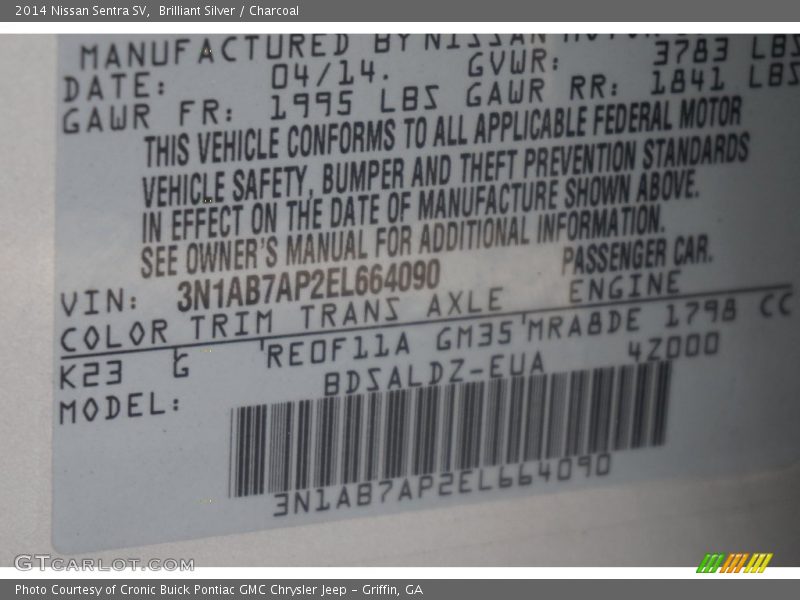 2014 Nissan Sentra SV, Brilliant Silver / Charcoal
MANUFACTURED BY NISSAN
DATE: 04/14. GVWR: 3783 LBS
GAWR FR: 1995 LBS GAWR RR: 1841 LBS
THIS VEHICLE CONFORMS TO ALL APPLICABLE FEDERAL MOTOR
VEHICLE SAFETY, BUMPER AND THEFT PREVENTION STANDARDS
IN EFFECT ON THE DATE OF MANUFACTURE SHOWN ABOVE.
SEE OWNER'S MANUAL FOR ADDITIONAL INFORMATION.
VIN: 3N1AB7AP2EL664090 PASSENGER CAR.
COLOR TRIM TRANS AXLE ENGINE
K23 G RE0F11A GM35 MRA8DE 1798 CC
MODEL: BDSALDZ-EUA 4Z000
3N1AB7AP2EL664090
GTCARLOT.COM
Photo Courtesy of Cronic Buick Pontiac GMC Chrysler Jeep - Griffin, GA